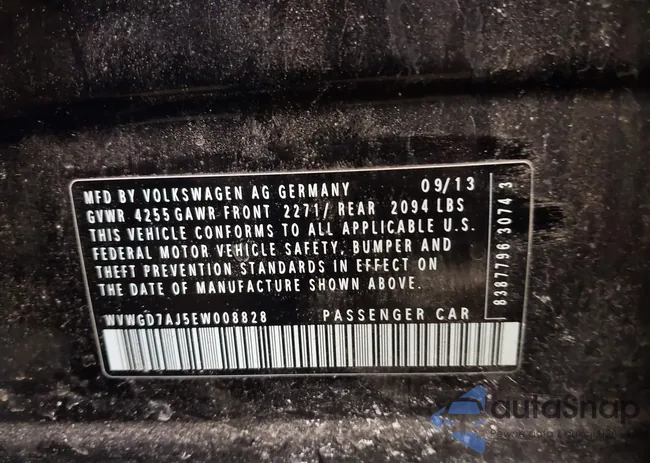 MFD BY VOLKSWAGEN AG GERMANY 09/13
GVWR 4255 GAWR FRONT 2271/ REAR 2094 LBS
THIS VEHICLE CONFORMS TO ALL APPLICABLE U.S.
FEDERAL MOTOR VEHICLE SAFETY, BUMPER AND
THEFT PREVENTION STANDARDS IN EFFECT ON
THE DATE OF MANUFACTURE SHOWN ABOVE.
WVWGD7AJ5EW008828 PASSENGER CAR
8387796 3074 3
autoSnap